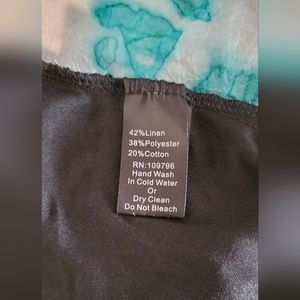 42%Linen
38%Polyester
20%Cotton
RN:109796
Hand Wash
In Cold Water
Or
Dry Clean
Do Not Bleach